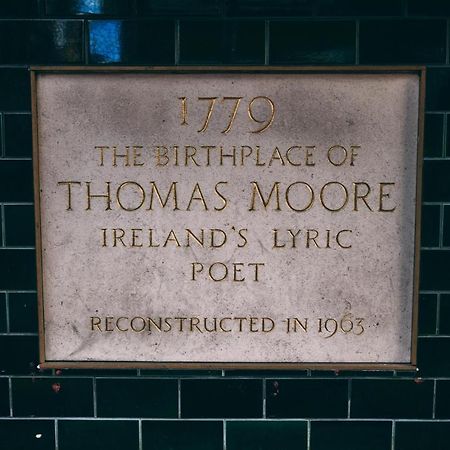 1779
THE BIRTHPLACE OF
THOMAS MOORE
IRELAND'S LYRIC
POET
RECONSTRUCTED IN 1963